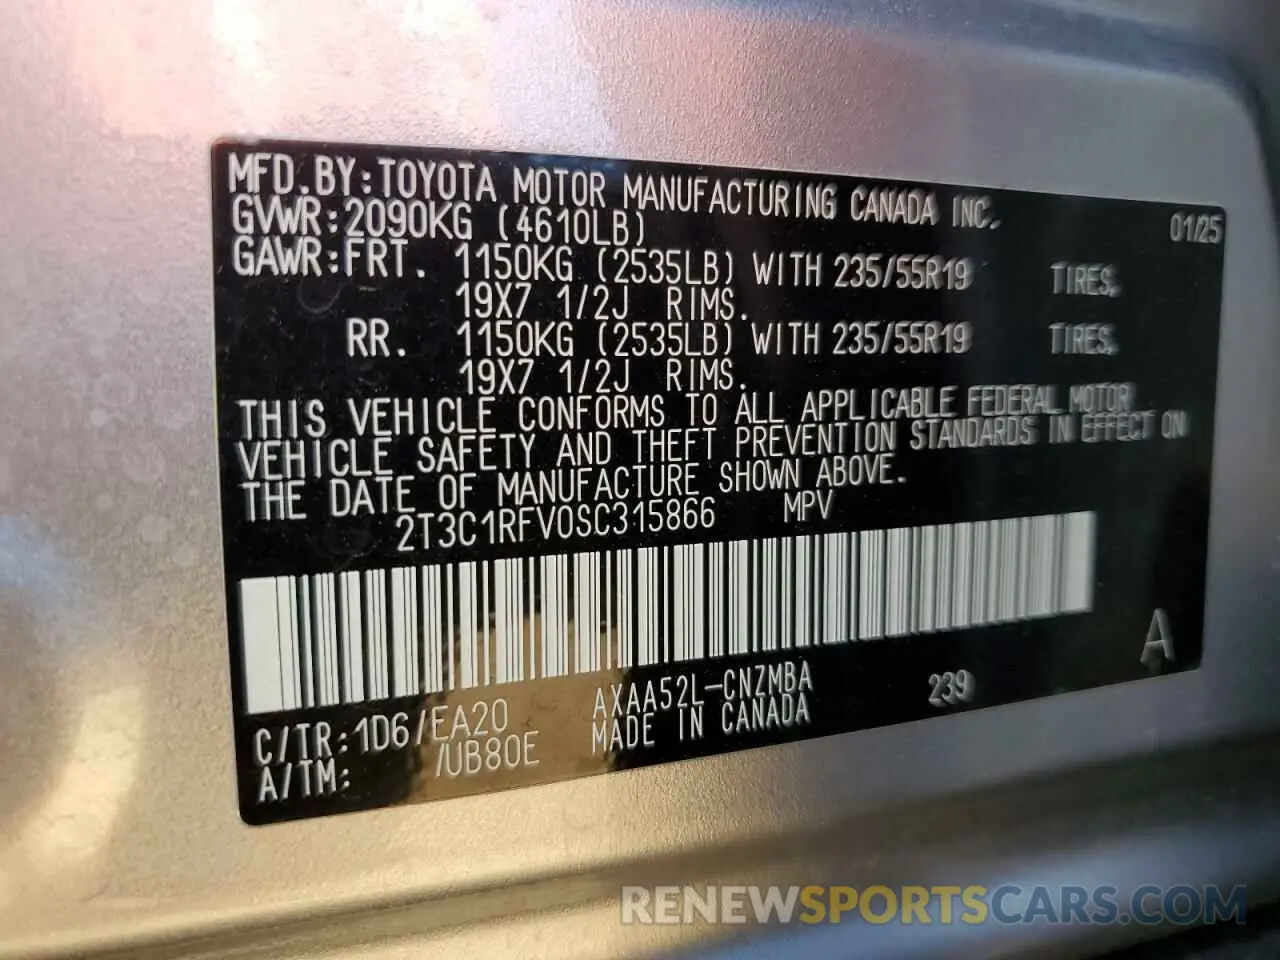 MFD.BY:TOYOTA MOTOR MANUFACTURING CANADA INC. 01/25
GVWR:2090KG (4610LB)
GAWR:FRT. 1150KG (2535LB) WITH 235/55R19 TIRES,
19X7 1/2J RIMS.
RR. 1150KG (2535LB) WITH 235/55R19 TIRES,
19X7 1/2J RIMS.
THIS VEHICLE CONFORMS TO ALL APPLICABLE FEDERAL MOTOR
VEHICLE SAFETY AND THEFT PREVENTION STANDARDS IN EFFECT ON
THE DATE OF MANUFACTURE SHOWN ABOVE.
2T3C1RFV0SC315866 MPV
A
C/TR:1D6/EA20 AXAA52L-CNZMBA 239
A/TM: /UB80E MADE IN CANADA
RENEWSPORTSCARS.COM